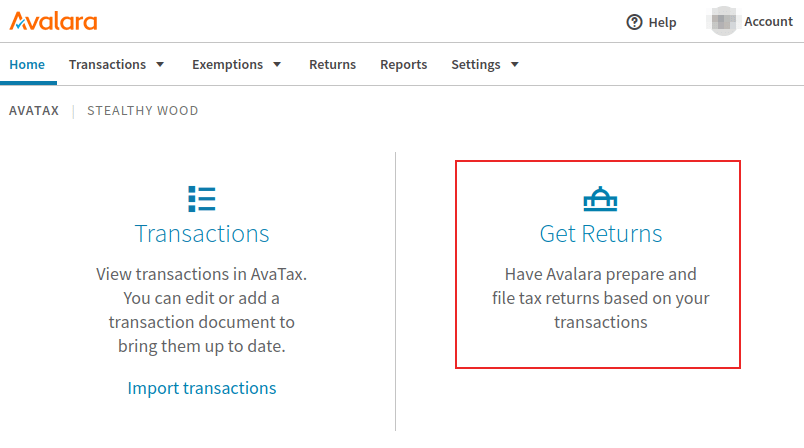 Avalara
Help
Account
Home Transactions Exemptions Returns Reports Settings
AVATAX | STEALTHY WOOD
Transactions
View transactions in AvaTax.
You can edit or add a
transaction document to
bring them up to date.
Import transactions
Get Returns
Have Avalara prepare and
file tax returns based on your
transactions